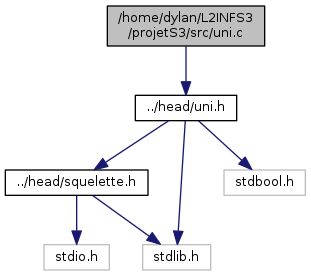 /home/dylan/L2INFS3
/projetS3/src/uni.c
../head/uni.h
../head/squelette.h
stdbool.h
stdio.h
stdlib.h